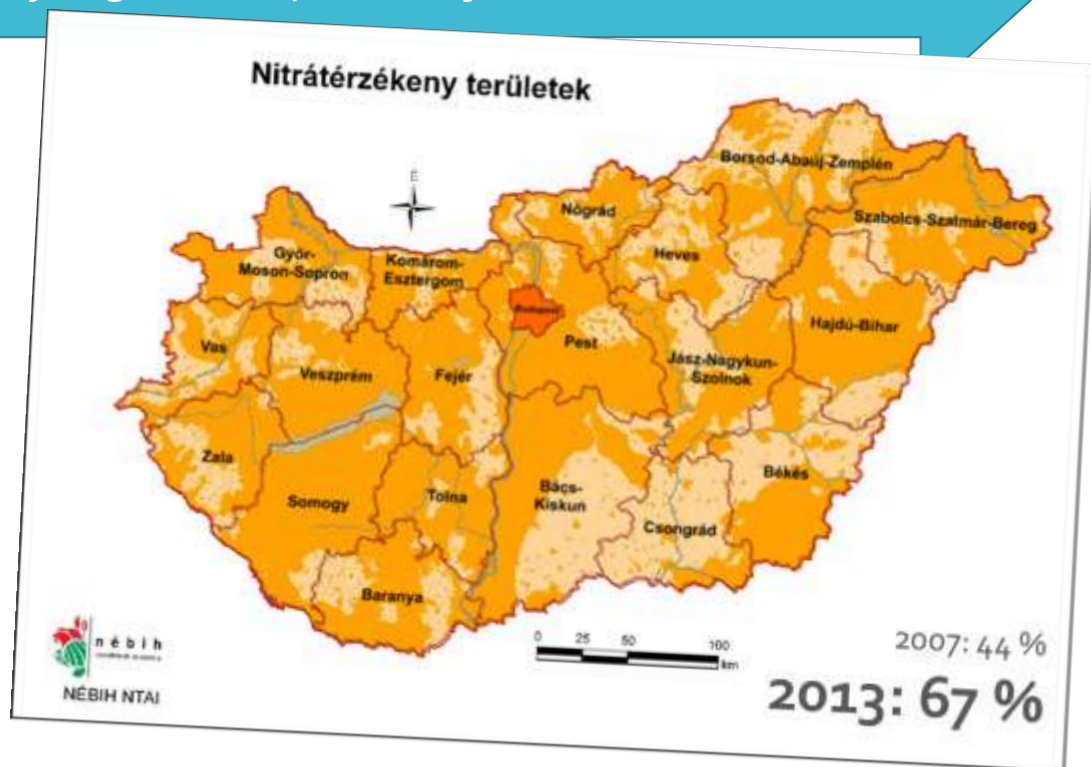 Nitrátérzékeny területek
É
Borsod-Abaúj-Zemplén
Nógrád
Szabolcs-Szatmár-Bereg
Heves
Győr-
Moson-Sopron
Komárom-
Esztergom
Budapest
Hajdú-Bihar
Vas
Pest
Jász-Nagykun-
Szolnok
Veszprém
Fejér
Zala
Békés
Somogy
Tolna
Bács-
Kiskun
Csongrád
Baranya
0 25 50 100
km
nébih
NÉBIH NTAI
2007: 44 %
2013: 67 %